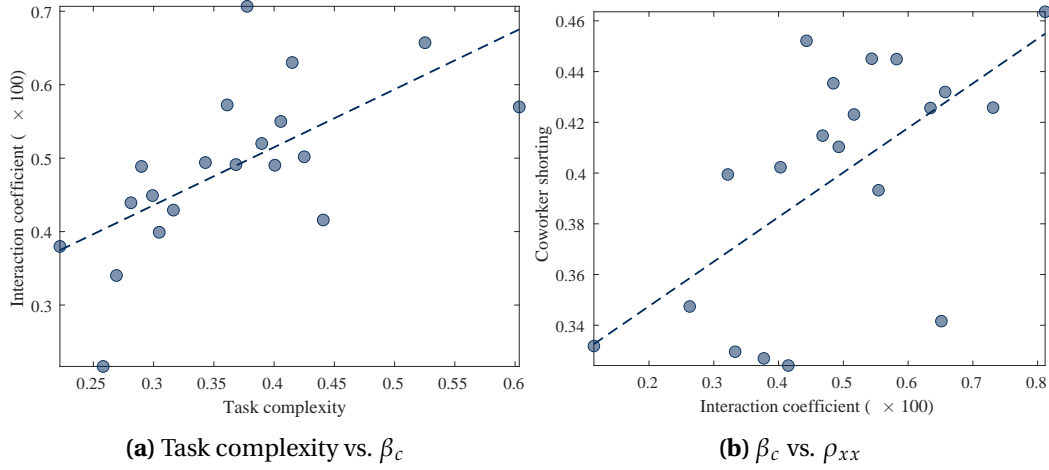 0.7
0.6
0.5
0.4
0.3
Interaction coefficient ( × 100)
0.25 0.3 0.35 0.4 0.45 0.5 0.55 0.6
Task complexity
(a) Task complexity vs. β_c
0.46
0.44
0.42
0.4
0.38
0.36
0.34
Coworker shorting
0.2 0.3 0.4 0.5 0.6 0.7 0.8
Interaction coefficient ( × 100)
(b) β_c vs. ρ_xx